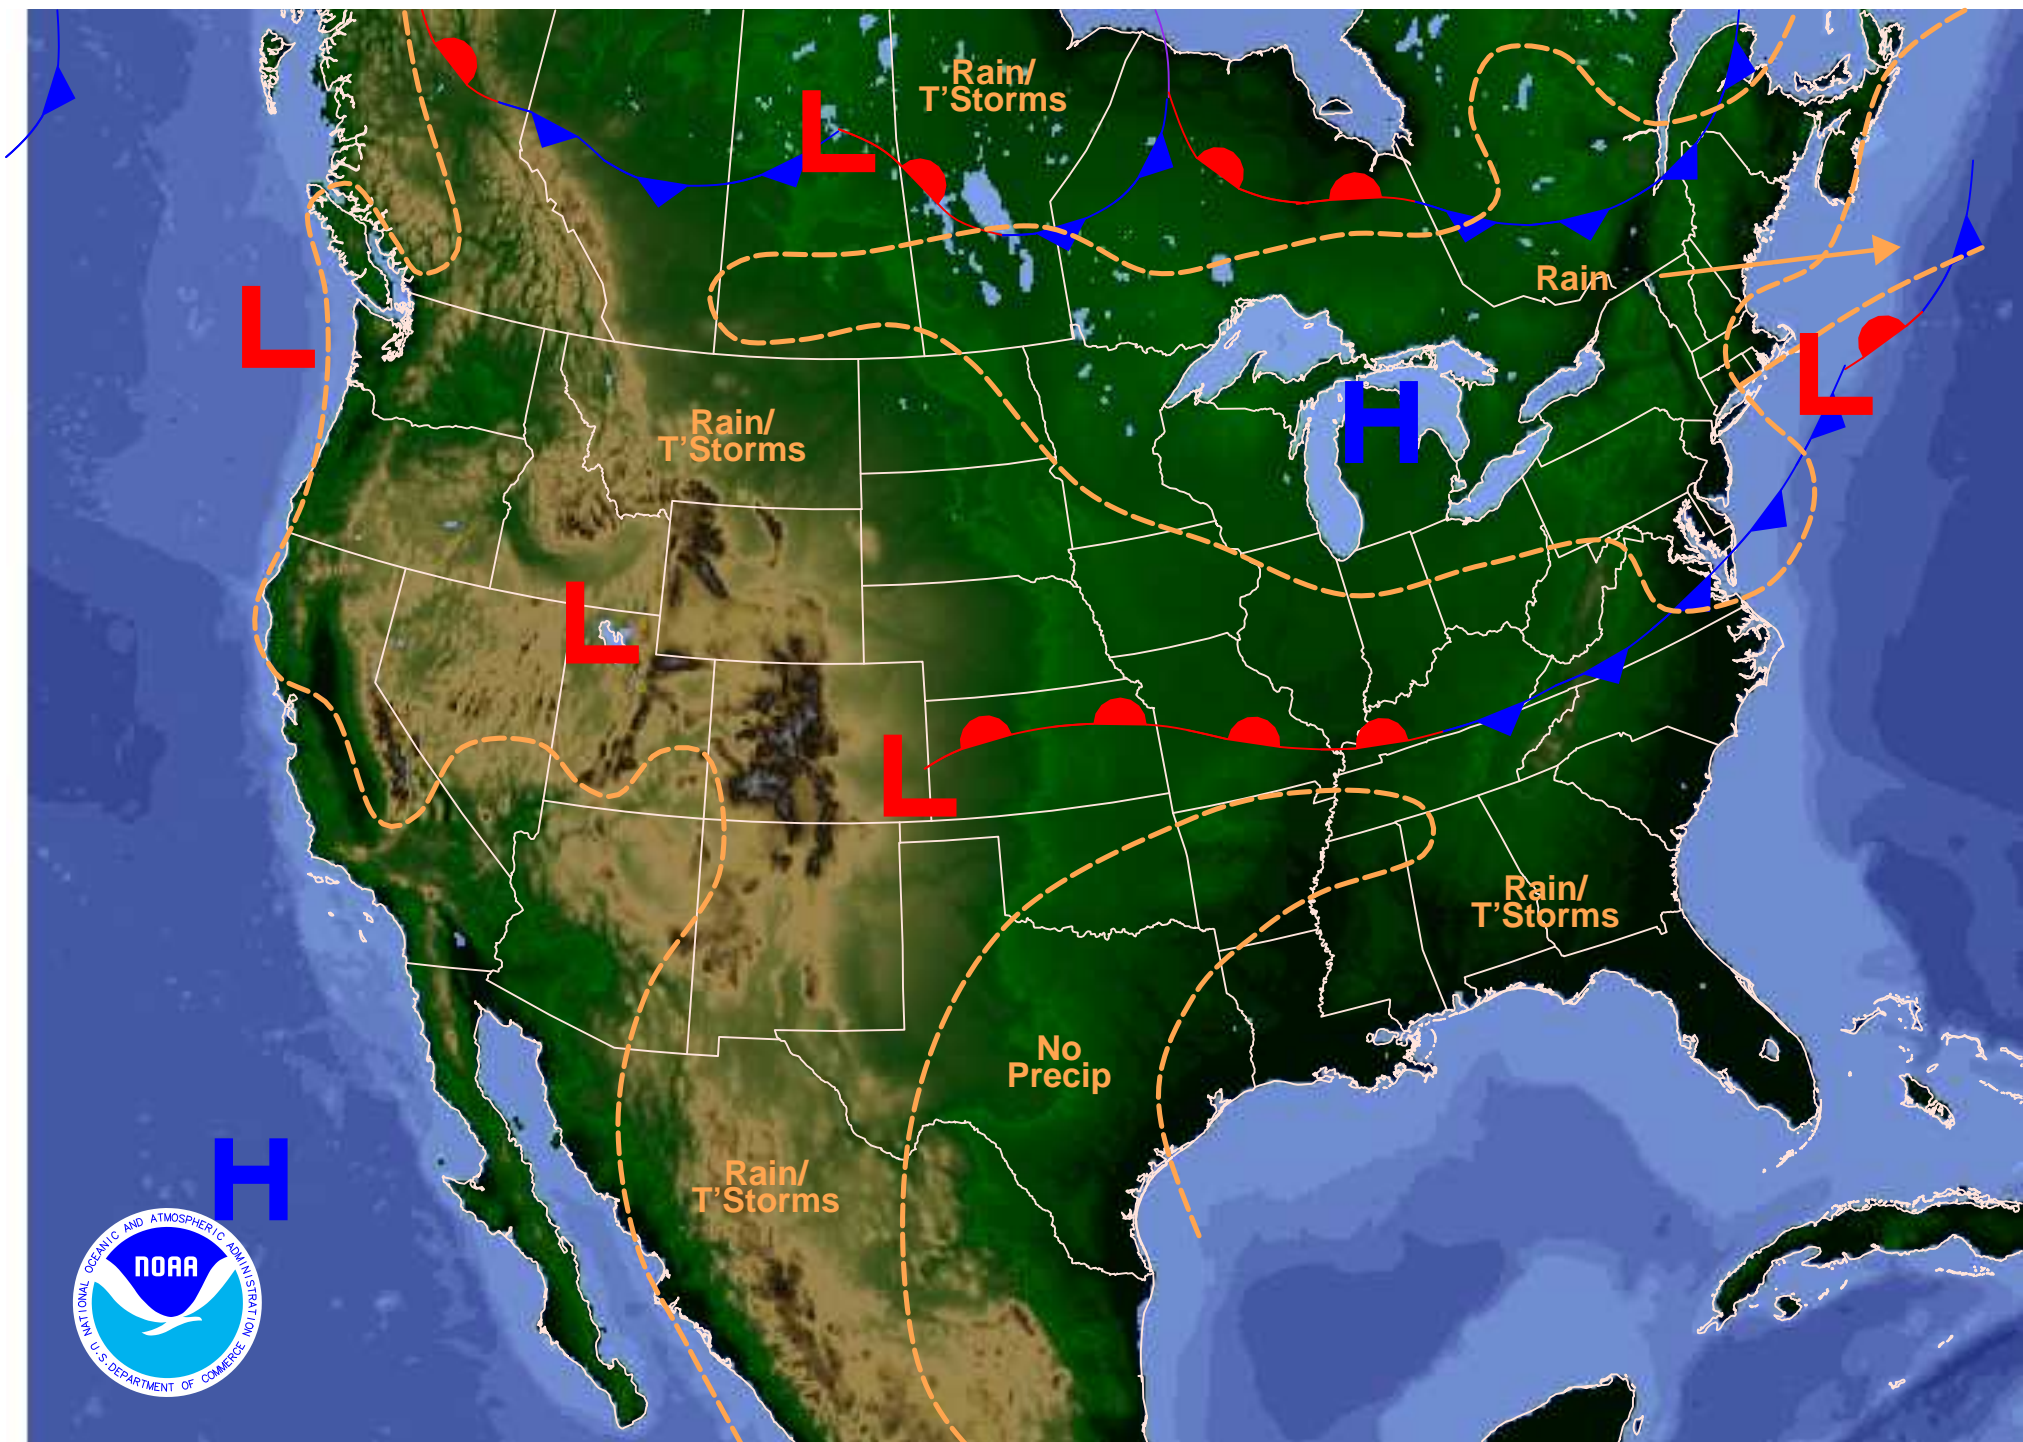 Rain/
T'Storms
L
Rain
L
L
H
Rain/
T'Storms
L
L
Rain/
T'Storms
No
Precip
Rain/
T'Storms
H
NATIONAL OCEANIC AND ATMOSPHERIC ADMINISTRATION
NOAA
U.S. DEPARTMENT OF COMMERCE